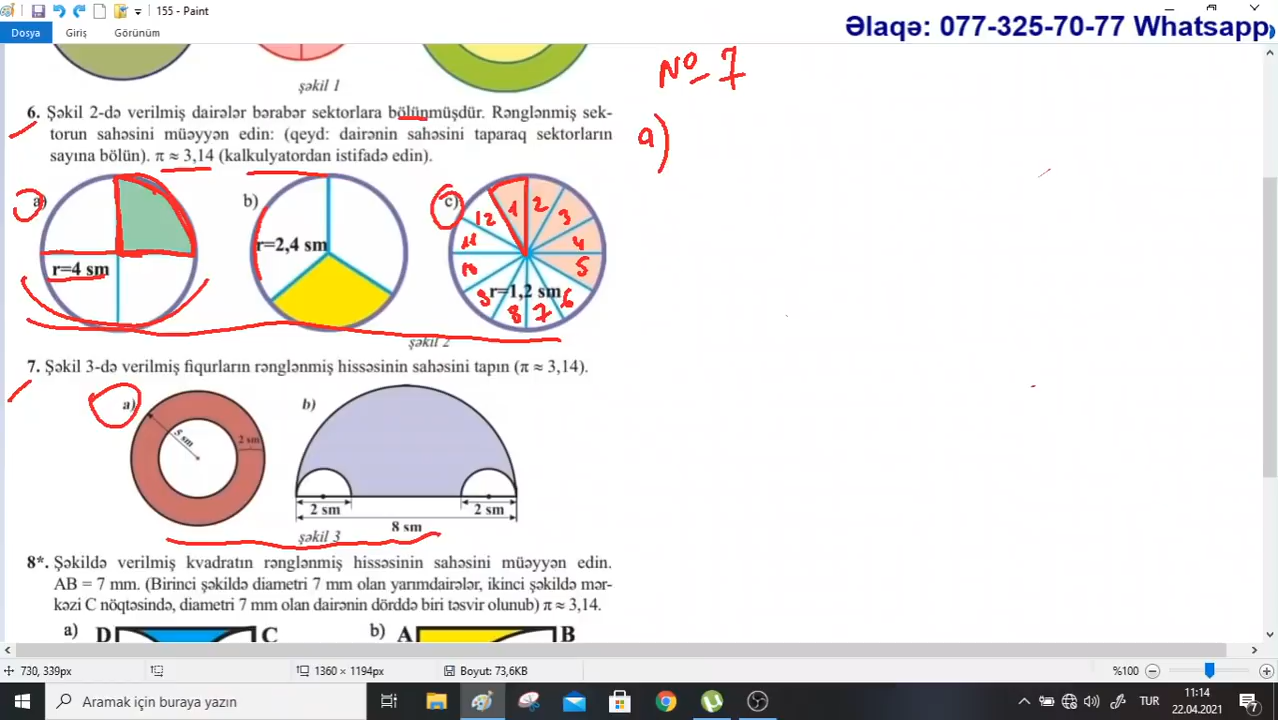 155 - Paint
Dosya Giriş Görünüm
Əlaqə: 077-325-70-77 Whatsapp
şəkil 1
№ 7
a)
6. Şəkil 2-də verilmiş dairələr bərabər sektorlara bölünmüşdür. Rənglənmiş sek-
torun sahəsini müəyyən edin: (qeyd: dairənin sahəsini taparaq sektorların
sayına bölün). π ≈ 3,14 (kalkulyatordan istifadə edin).
a) b) c)
r=4 sm
r=2,4 sm
r=1,2 sm
1 2 3 4 5 6 7 8 9 10 11 12
şəkil 2
7. Şəkil 3-də verilmiş fiqurların rənglənmiş hissəsinin sahəsini tapın (π ≈ 3,14).
a) b)
5 sm
2 sm
2 sm 2 sm
8 sm
şəkil 3
8*. Şəkildə verilmiş kvadratın rənglənmiş hissəsinin sahəsini müəyyən edin.
AB = 7 mm. (Birinci şəkildə diametri 7 mm olan yarımdairələr, ikinci şəkildə mər-
kəzi C nöqtəsində, diametri 7 mm olan dairənin dörddə biri təsvir olunub) π ≈ 3,14.
a) D C b) A B
730, 339px
1360 × 1194px
Boyut: 73,6KB
%100
Aramak için buraya yazın
TUR
11:14
22.04.2021
7